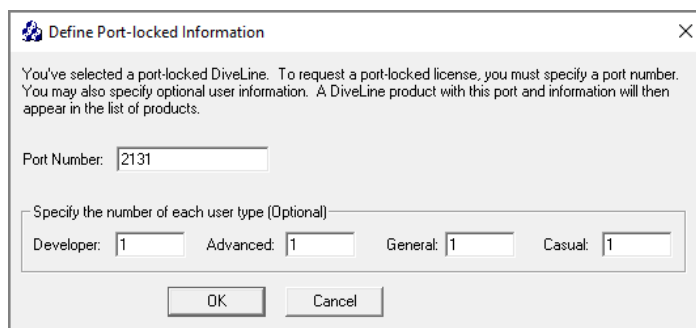 Define Port-locked Information
You've selected a port-locked DiveLine. To request a port-locked license, you must specify a port number.
You may also specify optional user information. A DiveLine product with this port and information will then
appear in the list of products.
Port Number: 2131
Specify the number of each user type (Optional)
Developer: 1 Advanced: 1 General: 1 Casual: 1
OK Cancel